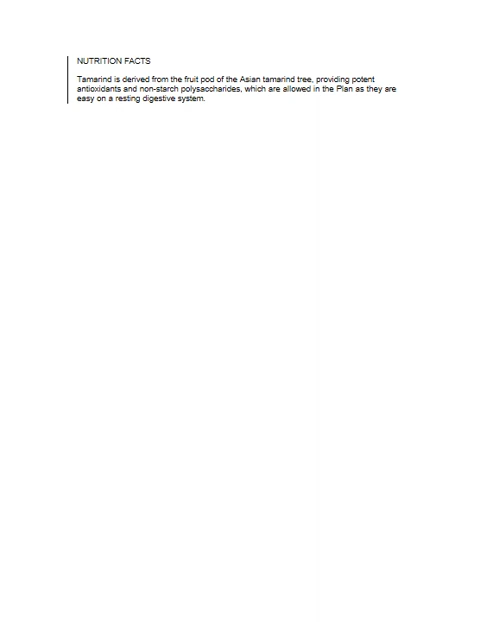 NUTRITION FACTS
Tamarind is derived from the fruit pod of the Asian tamarind tree, providing potent
antioxidants and non-starch polysaccharides, which are allowed in the Plan as they are
easy on a resting digestive system.